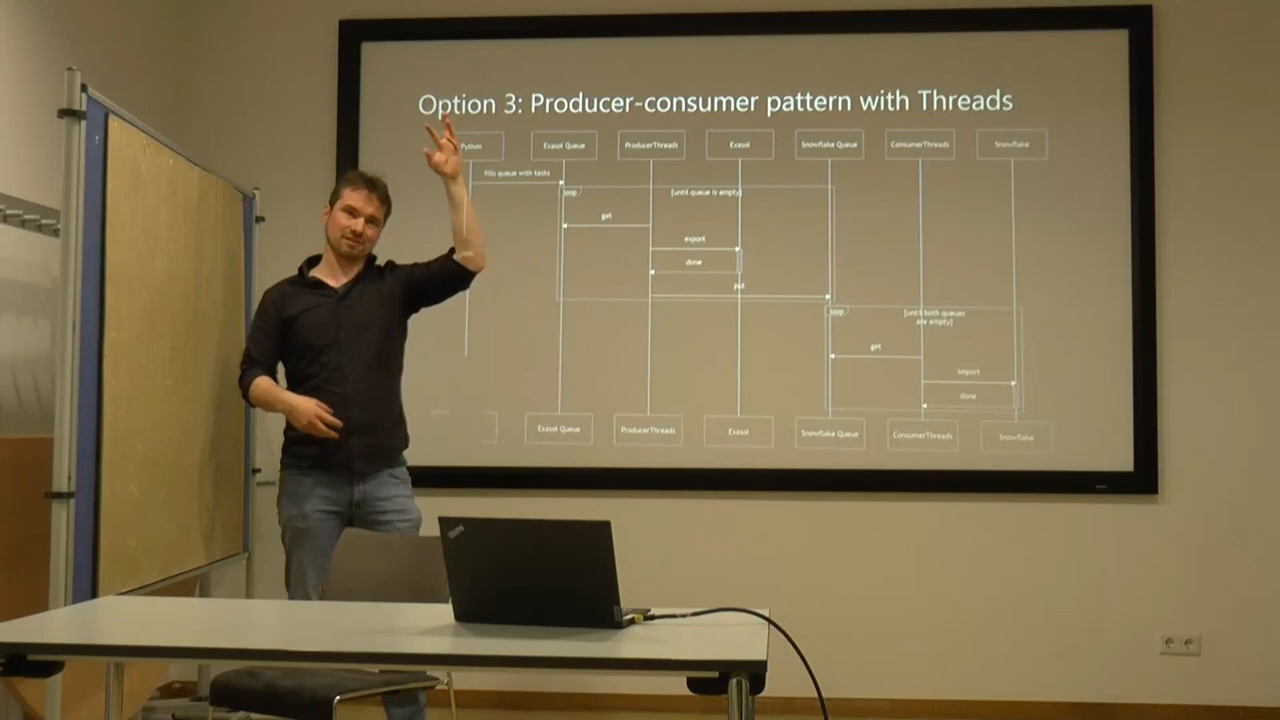 Option 3: Producer-consumer pattern with Threads
Python
Exasol Queue
ProducerThreads
Exasol
Snowflake Queue
ConsumerThreads
Snowflake
fills queue with tasks
loop
[until queue is empty]
get
export
done
put
loop
[until both queues
are empty]
get
import
done
Exasol Queue
ProducerThreads
Exasol
Snowflake Queue
ConsumerThreads
Snowflake
ThinkPad